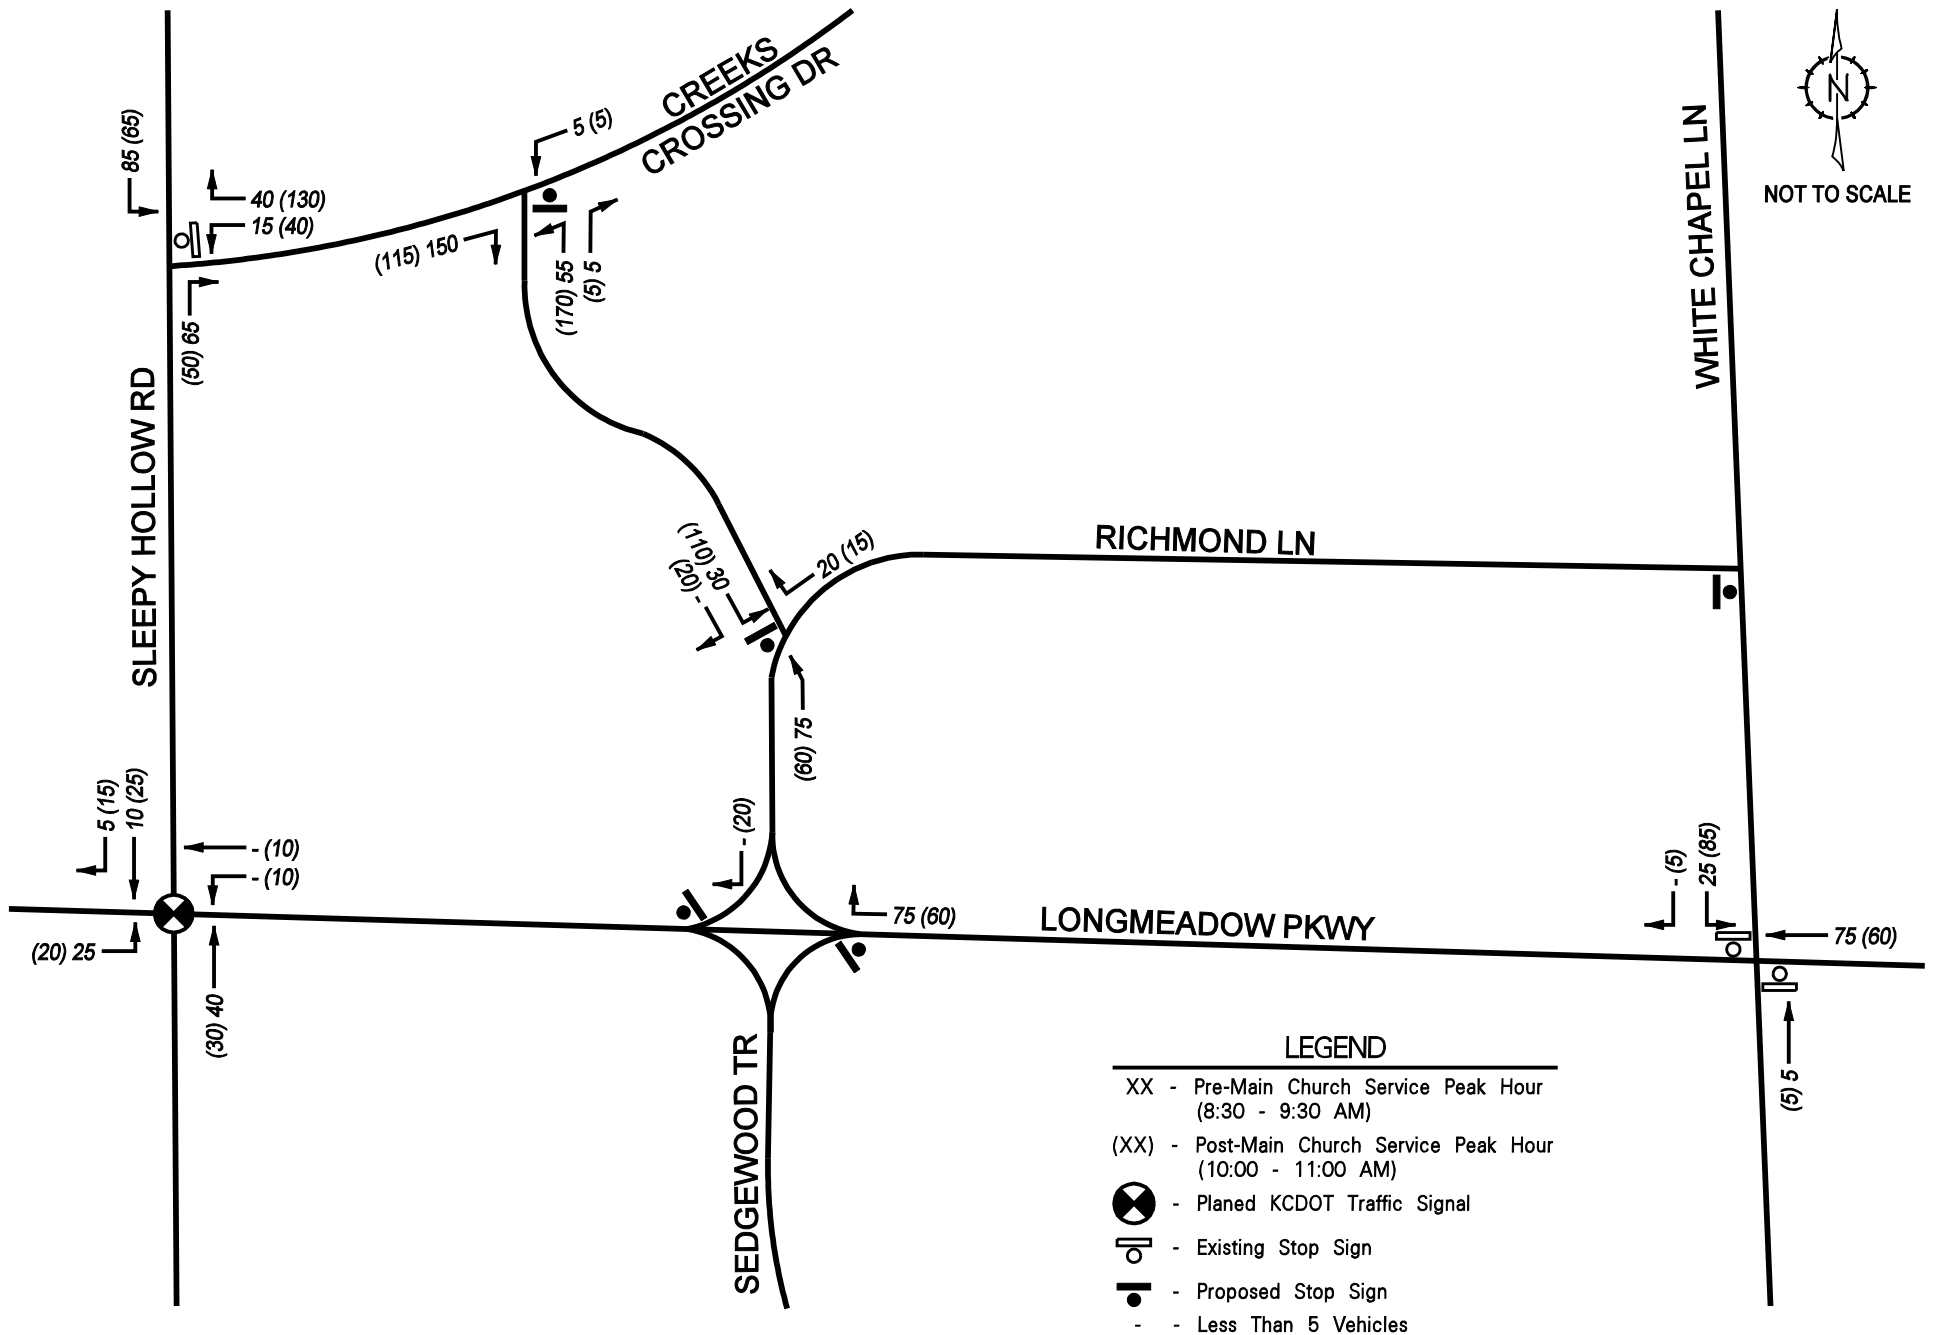 CREEKS
CROSSING DR
5 (5)
85 (65)
40 (130)
15 (40)
(115) 150
(170) 55
(5) 5
(50) 65
SLEEPY HOLLOW RD
WHITE CHAPEL LN
N
NOT TO SCALE
RICHMOND LN
20 (15)
(110) 30
(20) -
(60) 75
5 (15)
10 (25)
- (10)
- (10)
(20) 25
(30) 40
- (20)
75 (60)
LONGMEADOW PKWY
- (5)
25 (85)
75 (60)
(5) 5
SEDGEWOOD TR
LEGEND
XX - Pre-Main Church Service Peak Hour
(8:30 - 9:30 AM)
(XX) - Post-Main Church Service Peak Hour
(10:00 - 11:00 AM)
- Planed KCDOT Traffic Signal
- Existing Stop Sign
- Proposed Stop Sign
- - Less Than 5 Vehicles